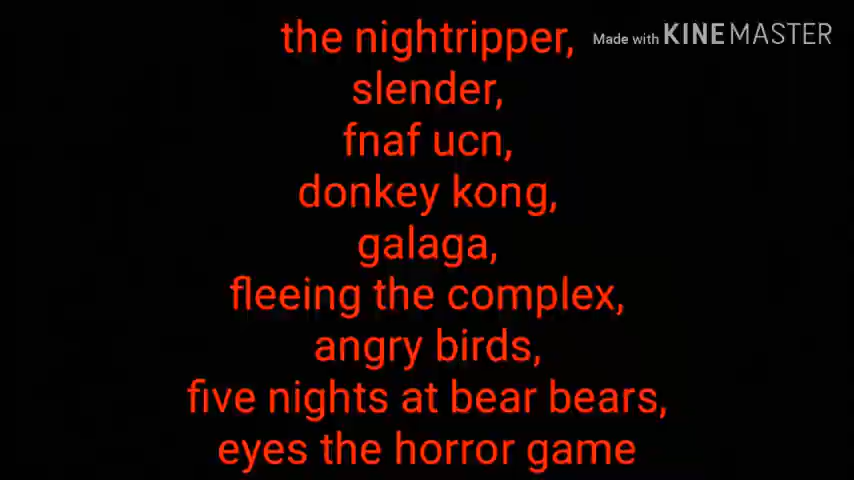 the nightripper,
Made with KINEMASTER
slender,
fnaf ucn,
donkey kong,
galaga,
fleeing the complex,
angry birds,
five nights at bear bears,
eyes the horror game